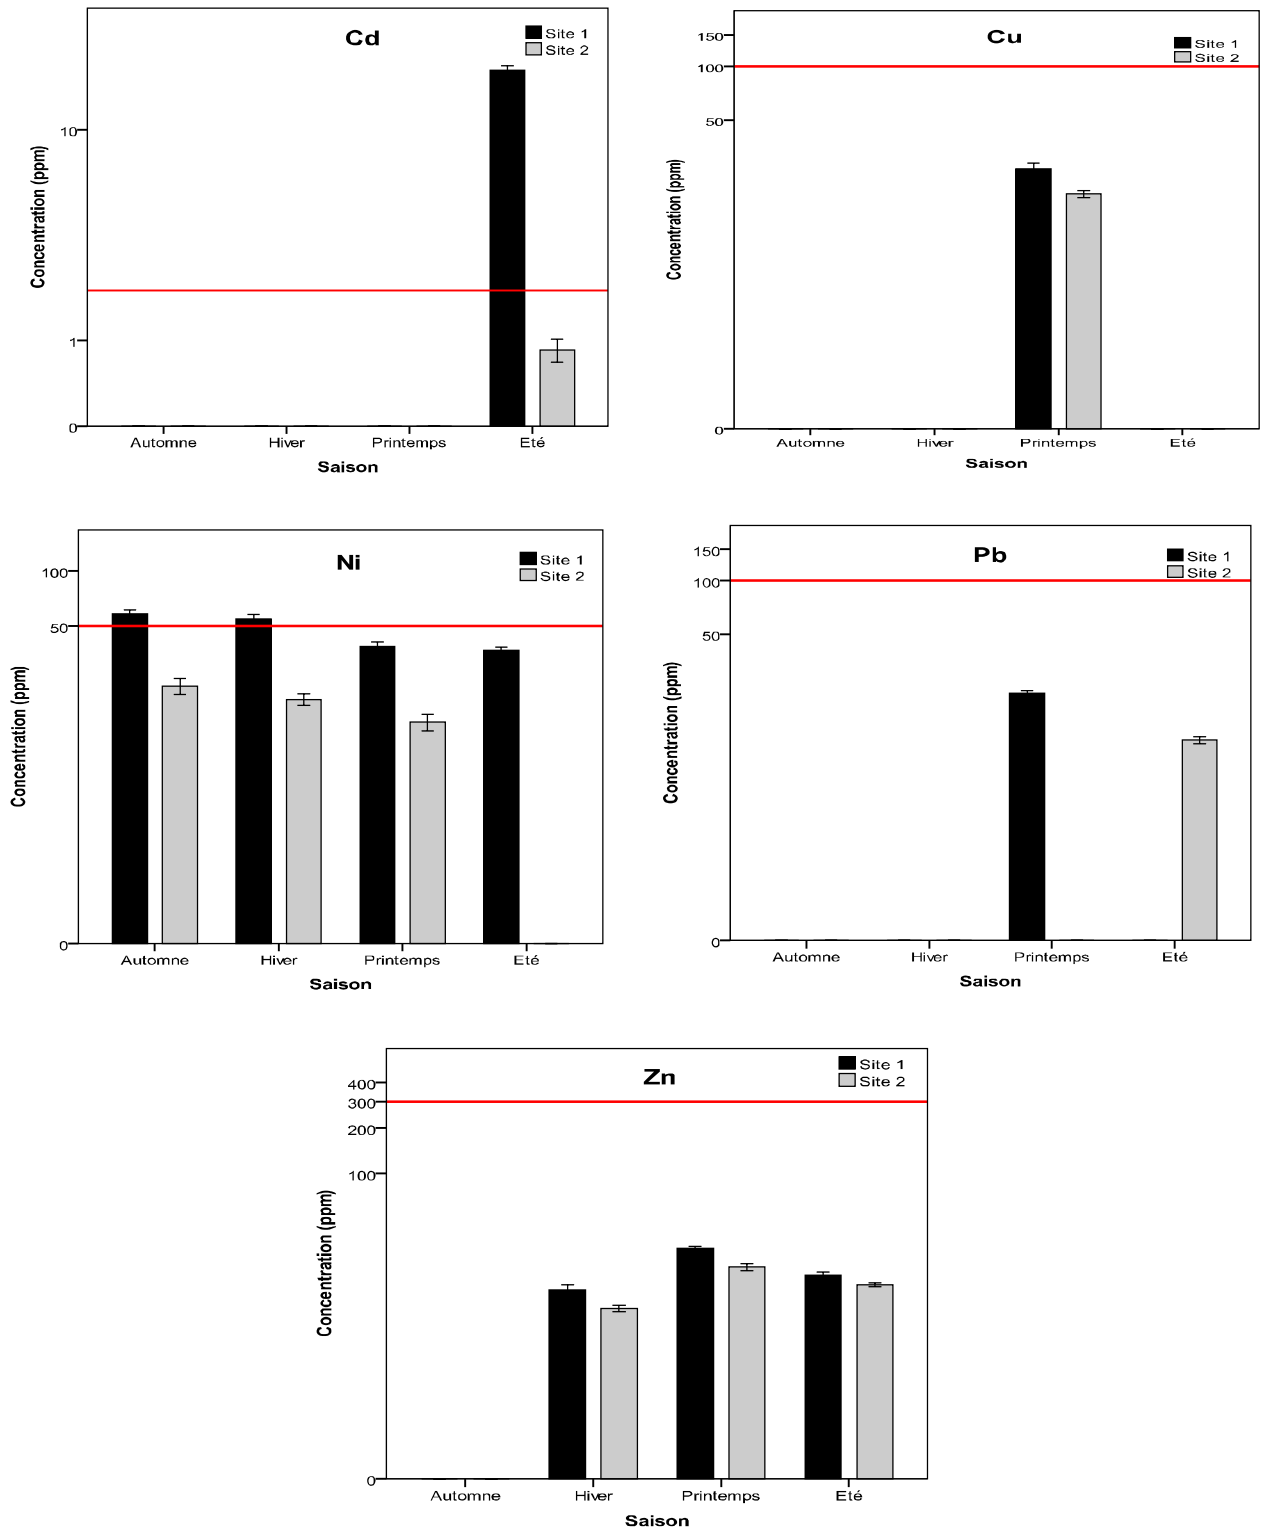 Cd
Site 1
Site 2
10
1
0
Concentration (ppm)
Automne Hiver Printemps Eté
Saison
Cu
Site 1
Site 2
150
100
50
0
Concentration (ppm)
Automne Hiver Printemps Eté
Saison
Ni
Site 1
Site 2
100
50
0
Concentration (ppm)
Automne Hiver Printemps Eté
Saison
Pb
Site 1
Site 2
150
100
50
0
Concentration (ppm)
Automne Hiver Printemps Eté
Saison
Zn
Site 1
Site 2
400
300
200
100
0
Concentration (ppm)
Automne Hiver Printemps Eté
Saison